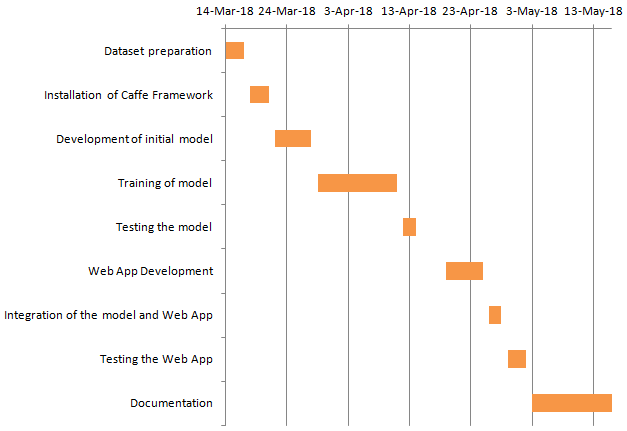 14-Mar-18 24-Mar-18 3-Apr-18 13-Apr-18 23-Apr-18 3-May-18 13-May-18
Dataset preparation
Installation of Caffe Framework
Development of initial model
Training of model
Testing the model
Web App Development
Integration of the model and Web App
Testing the Web App
Documentation